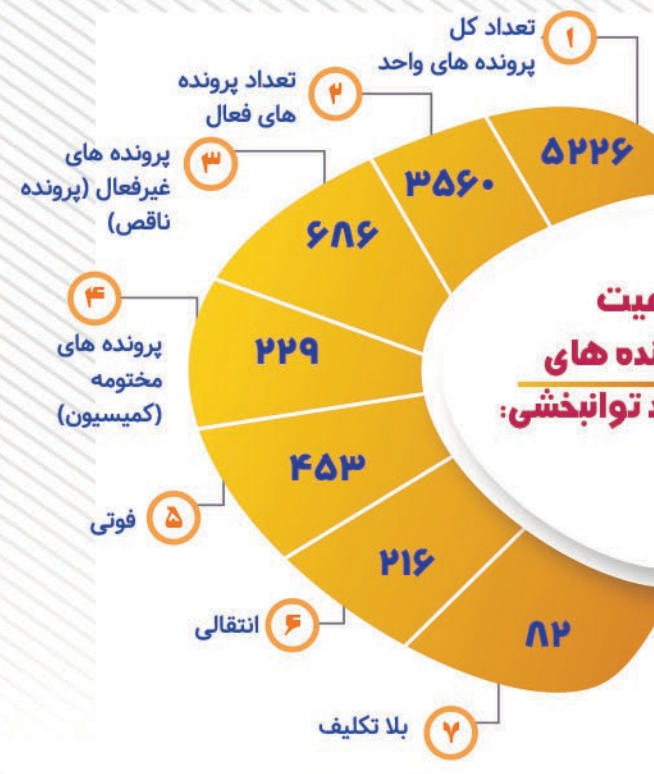 ۱
تعداد کل
پرونده های واحد
۵۲۲۶
۲
تعداد پرونده
های فعال
۳۵۶۰
۳
پرونده های
غیرفعال (پرونده
ناقص)
۶۸۶
۴
پرونده های
مختومه
(کمیسیون)
۲۲۹
۵
فوتی
۴۵۳
۶
انتقالی
۲۱۶
۷
بلا تکلیف
۸۲
های
توانبخشی: